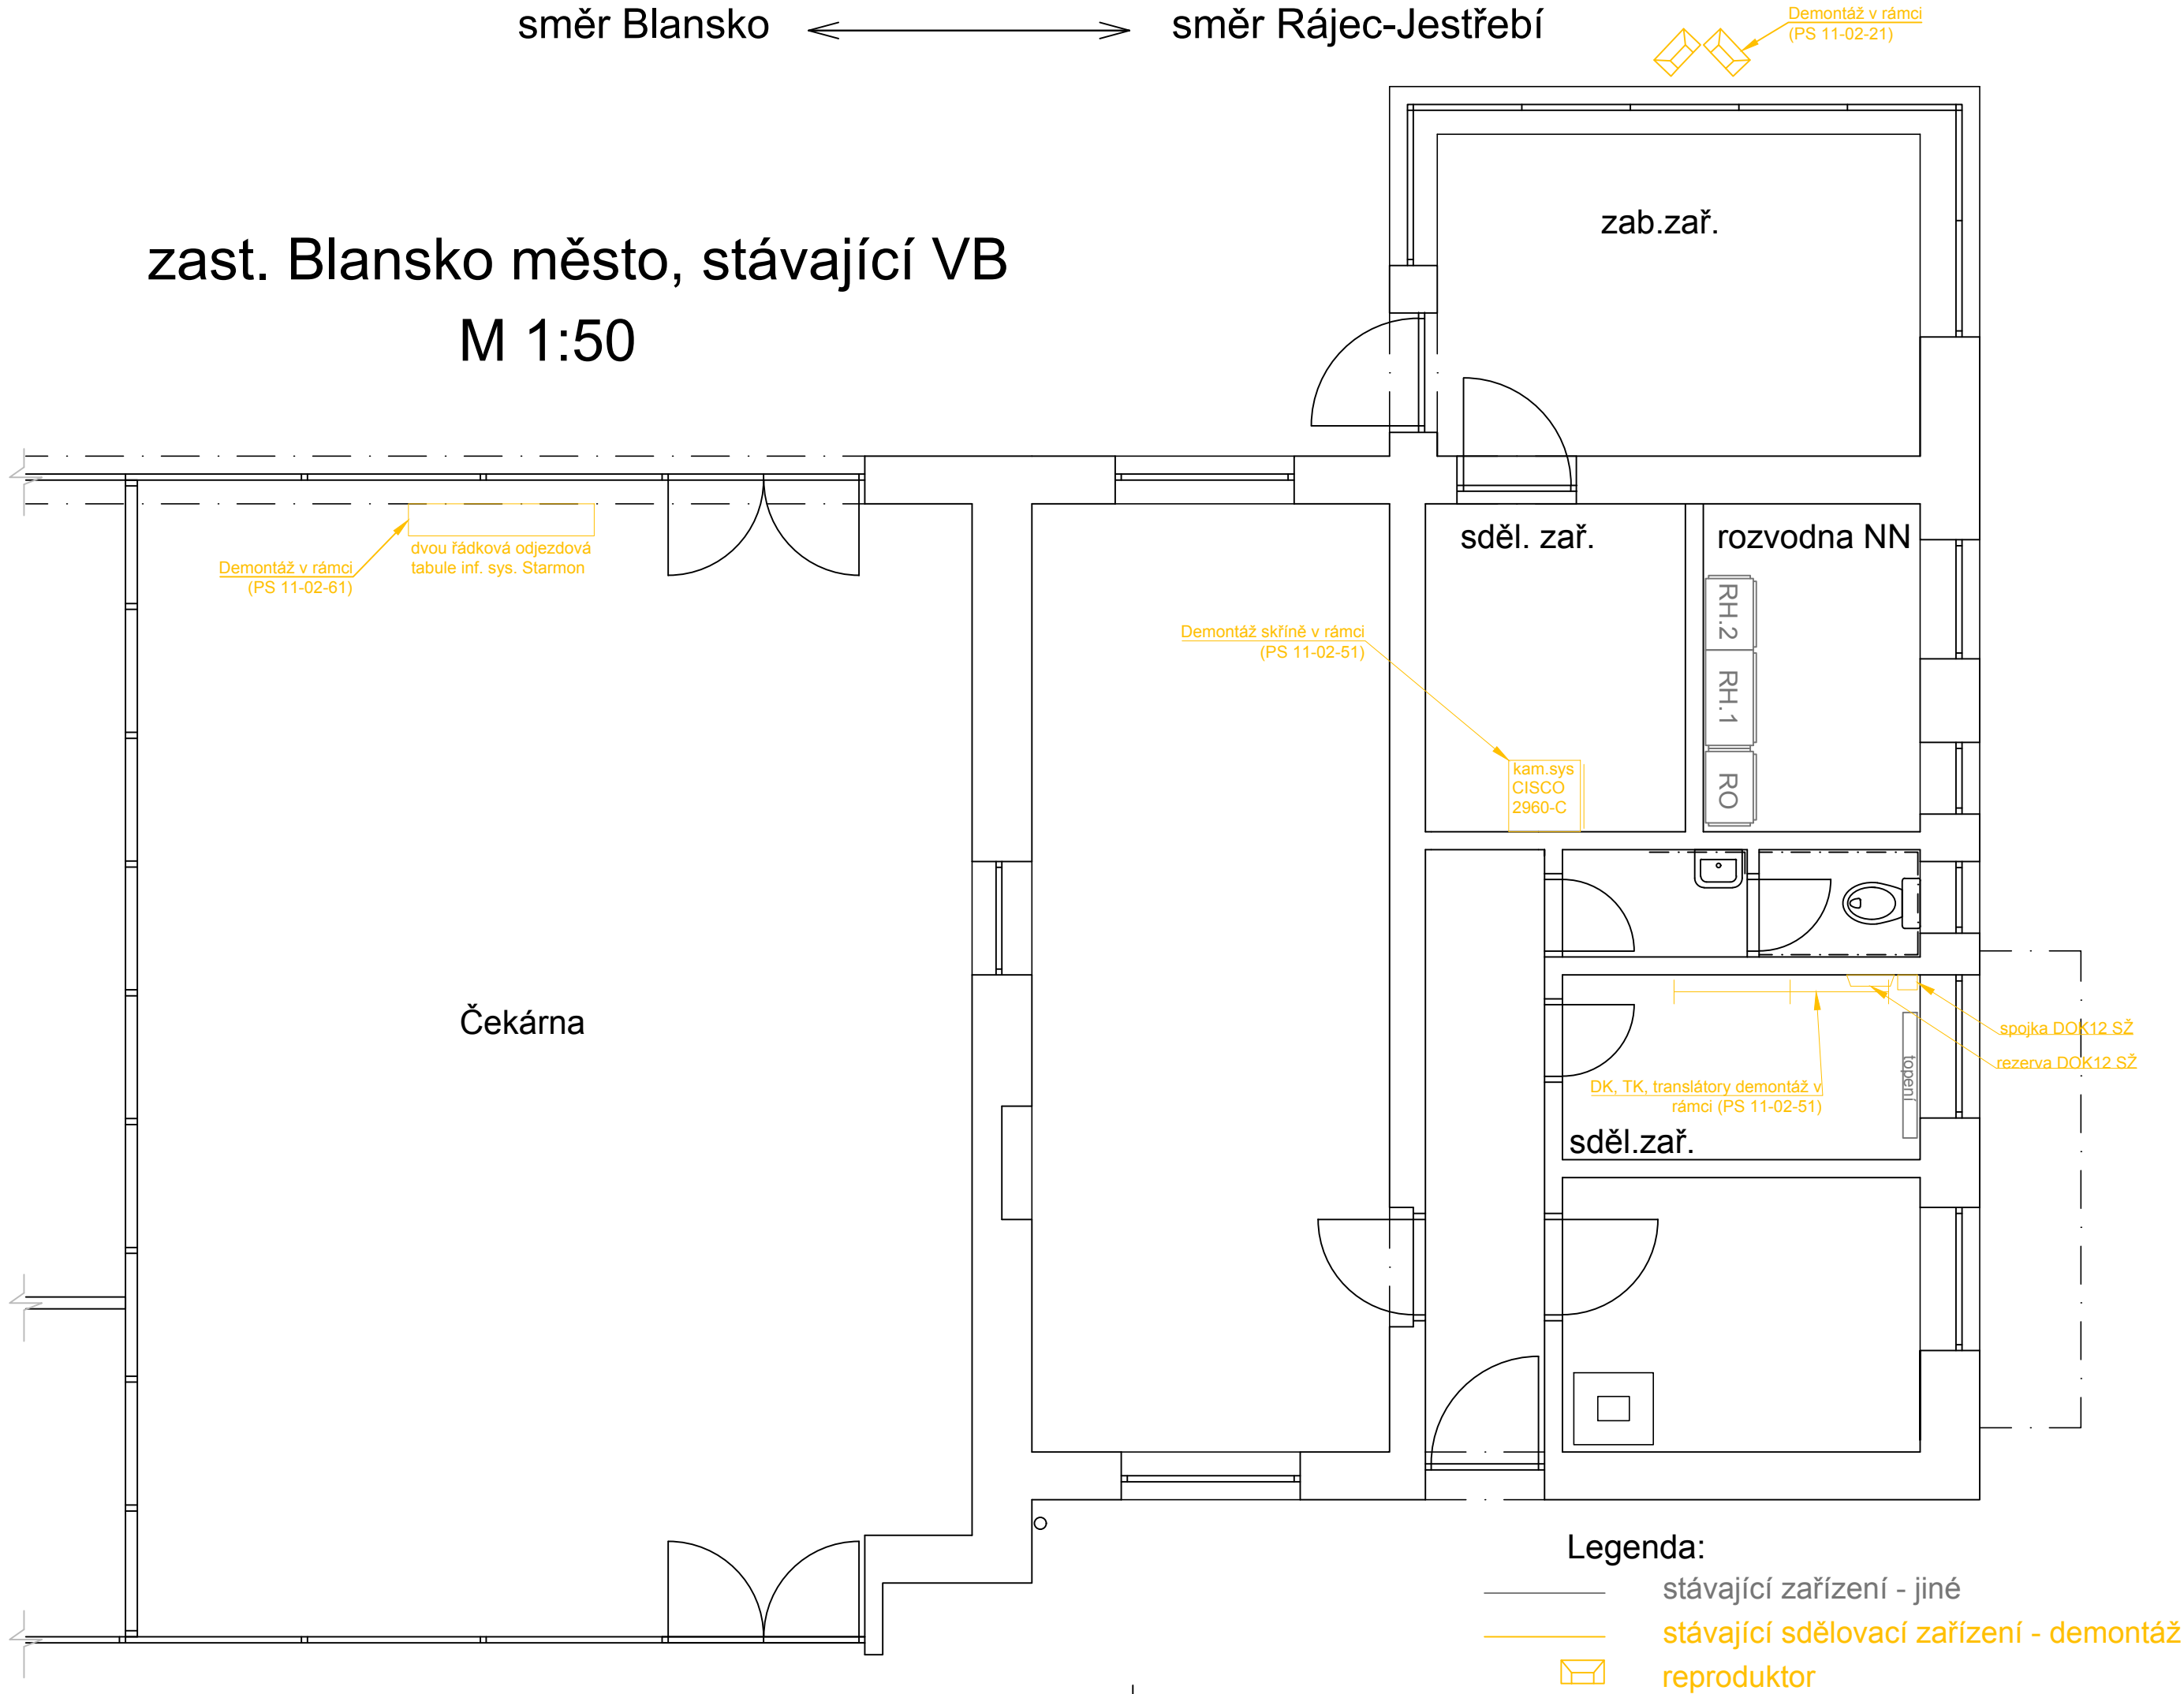 směr Blansko
směr Rájec-Jestřebí
Demontáž v rámci
(PS 11-02-21)
zast. Blansko město, stávající VB
M 1:50
zab.zař.
sděl. zař.
rozvodna NN
dvou řádková odjezdová
tabule inf. sys. Starmon
Demontáž v rámci
(PS 11-02-61)
RH.2
RH.1
RO
Demontáž skříně v rámci
(PS 11-02-51)
kam.sys
CISCO
2960-C
Čekárna
spojka DOK12 SŽ
rezerva DOK12 SŽ
topení
DK, TK, translátory demontáž v
rámci (PS 11-02-51)
sděl.zař.
Legenda:
stávající zařízení - jiné
stávající sdělovací zařízení - demontáž
reproduktor